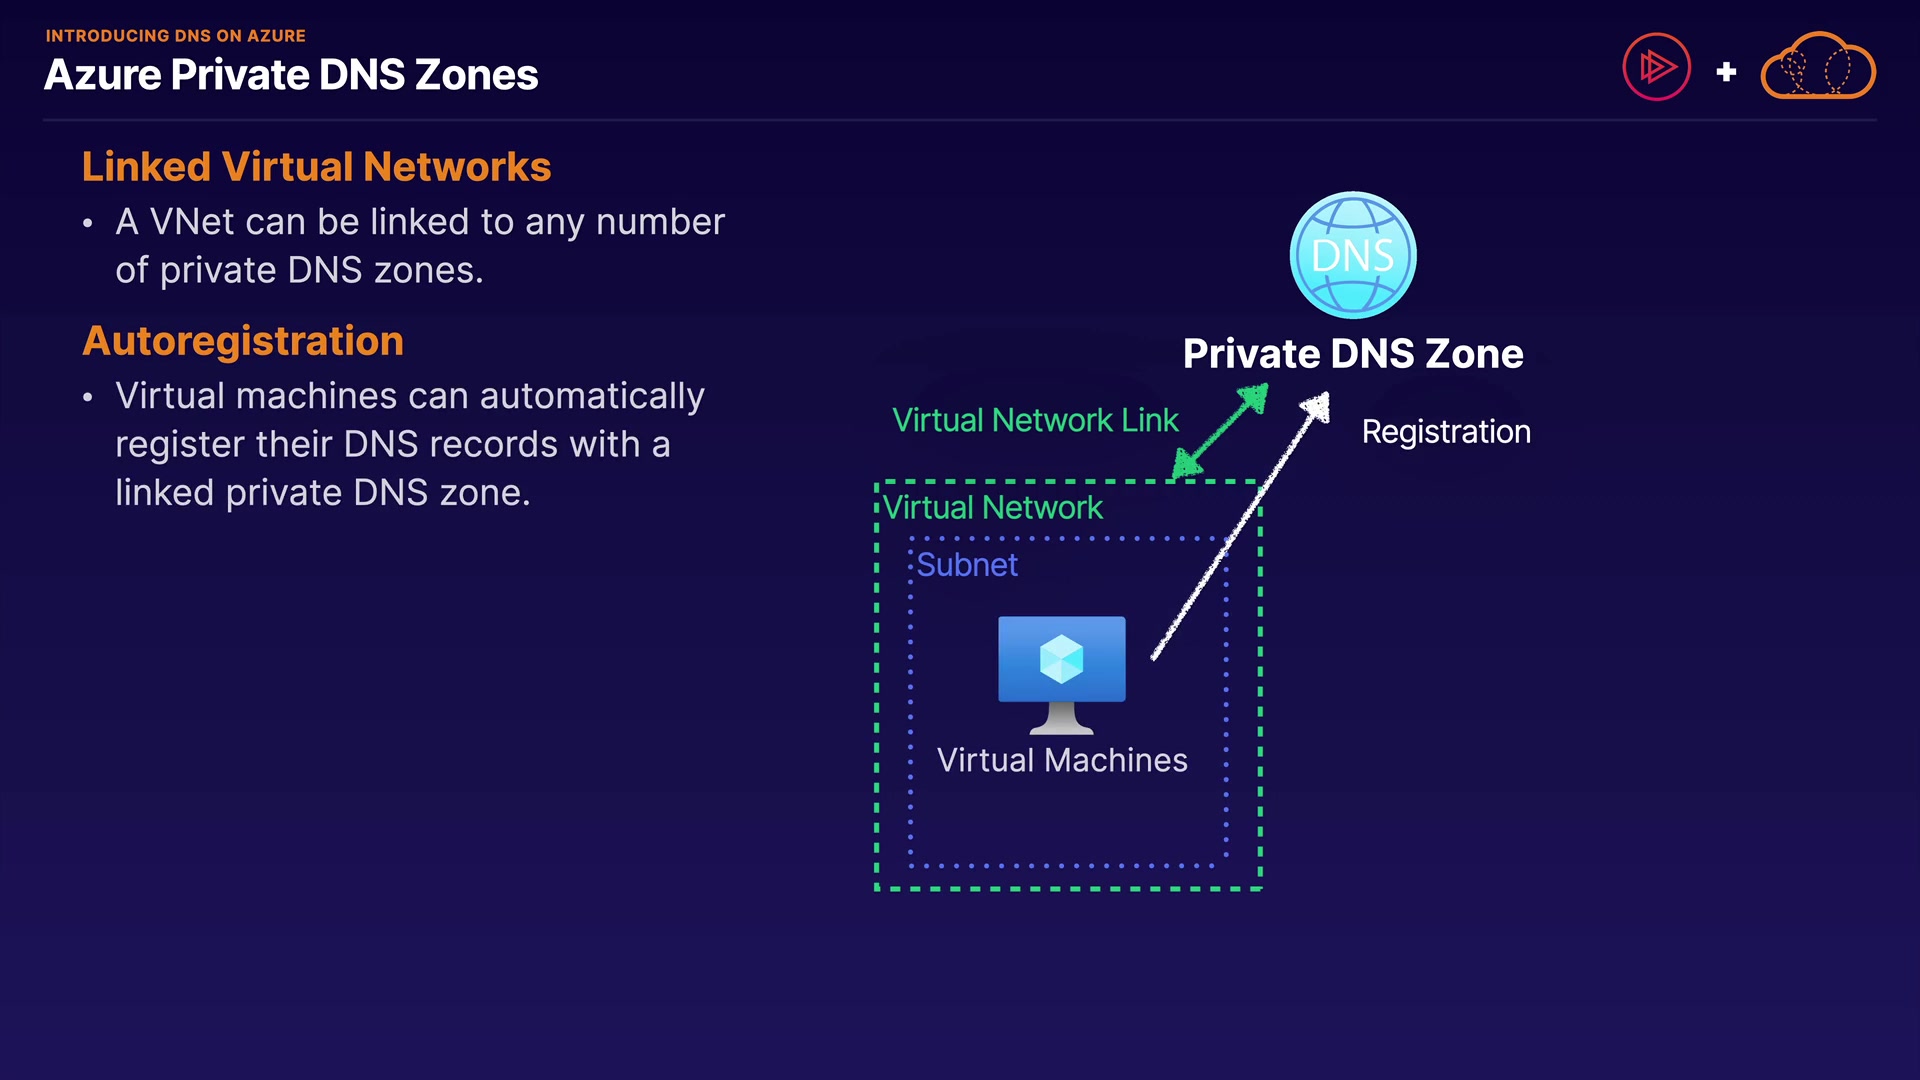 INTRODUCING DNS ON AZURE
Azure Private DNS Zones
+
Linked Virtual Networks
• A VNet can be linked to any number
of private DNS zones.
Autoregistration
• Virtual machines can automatically
register their DNS records with a
linked private DNS zone.
DNS
Private DNS Zone
Virtual Network Link
Registration
Virtual Network
Subnet
Virtual Machines